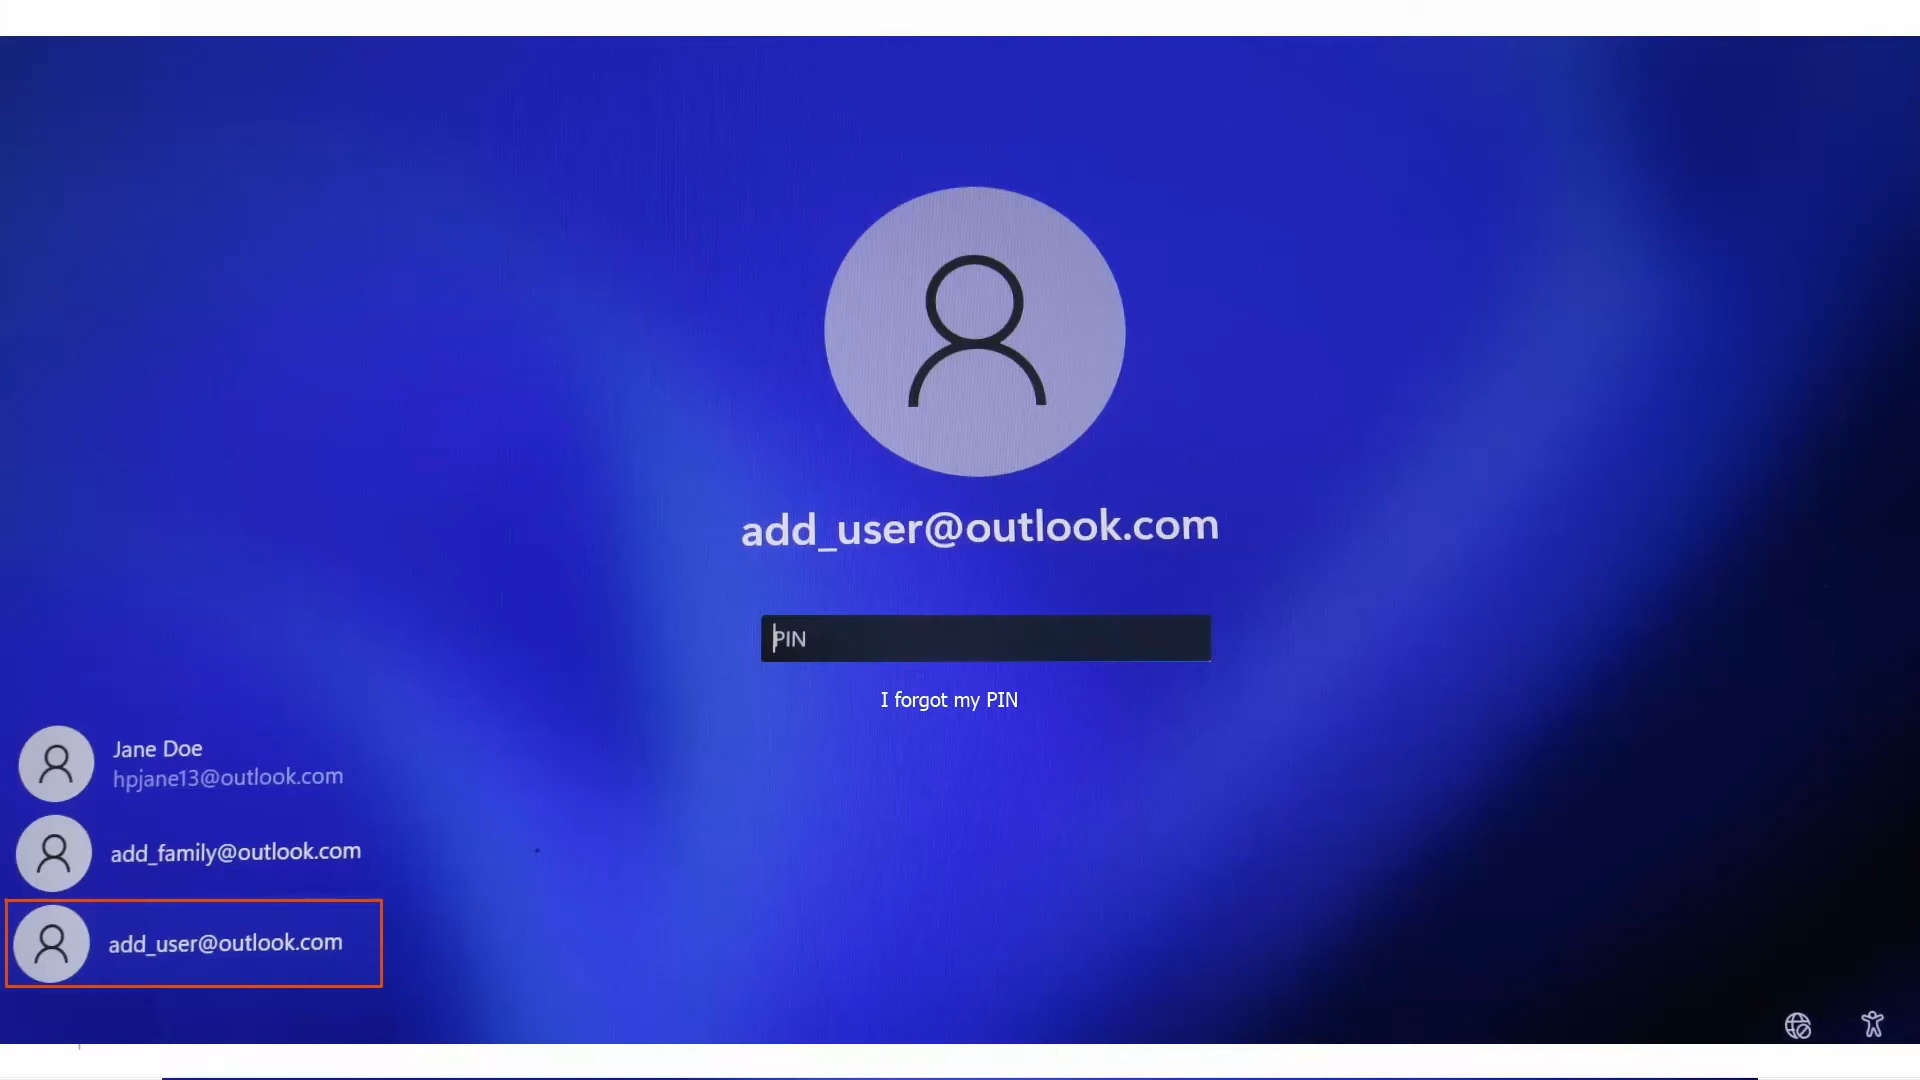 add_user@outlook.com
PIN
I forgot my PIN
Jane Doe
hpjane13@outlook.com
add_family@outlook.com
add_user@outlook.com